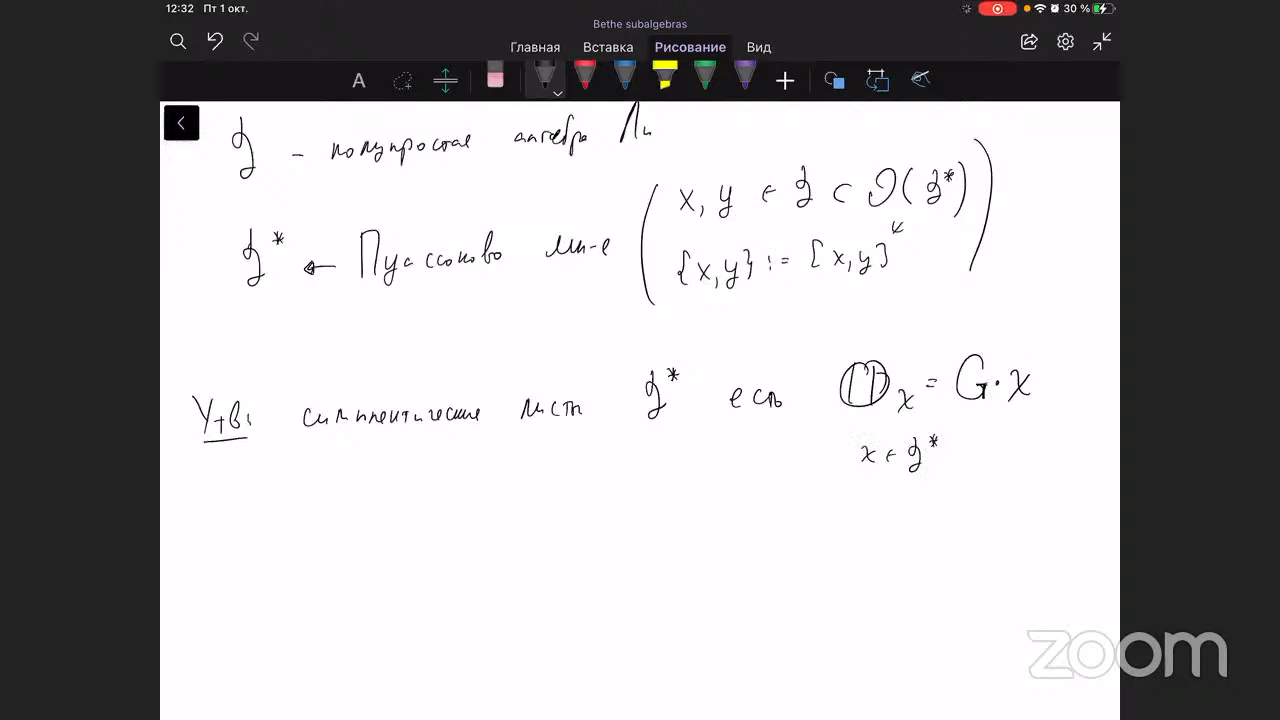 12:32 Пт 1 окт.
30 %
Bethe subalgebras
Главная Вставка Рисование Вид
A
𝔤 - полупростая алгебра Ли
𝔤* ← Пуассоново мн-е
x, y ∈ 𝔤 ⊂ O(𝔤*)
{x, y} := [x, y]
Утв: симплектические листы 𝔤* есть 𝕆ₓ = G·x
x ∈ 𝔤*
zoom